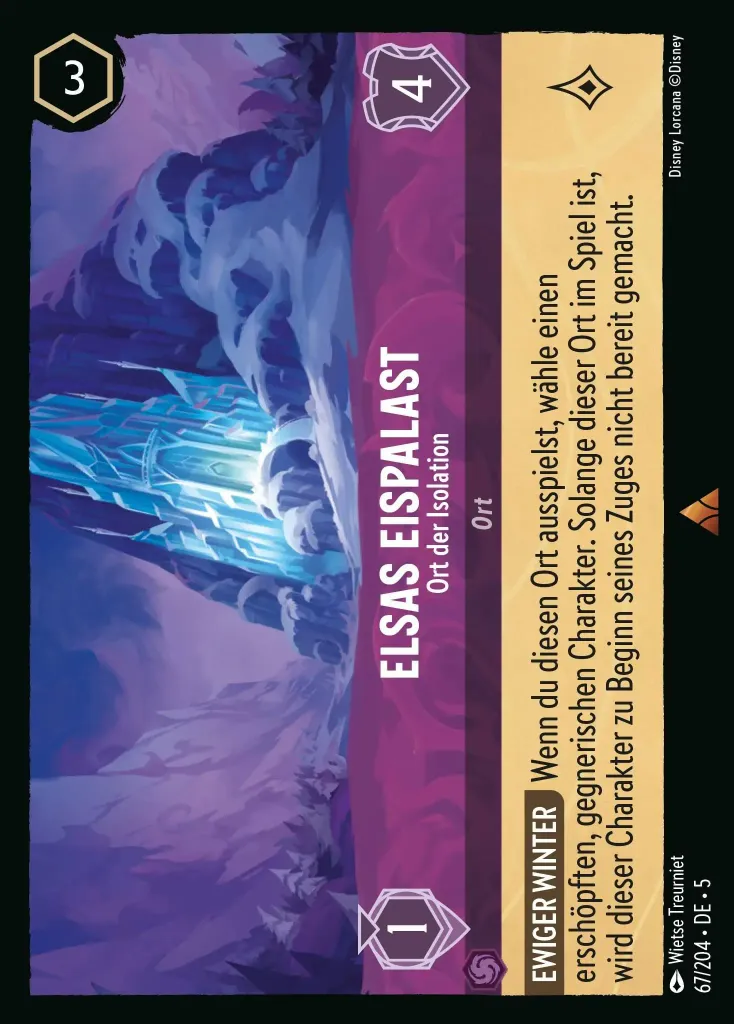 3
ELSAS EISPALAST
Ort der Isolation
1
4
Ort
EWIGER WINTER Wenn du diesen Ort ausspielst, wähle einen
erschöpften, gegnerischen Charakter. Solange dieser Ort im Spiel ist,
wird dieser Charakter zu Beginn seines Zuges nicht bereit gemacht.
Wietse Treurniet
67/204 • DE • 5
Disney Lorcana ©Disney